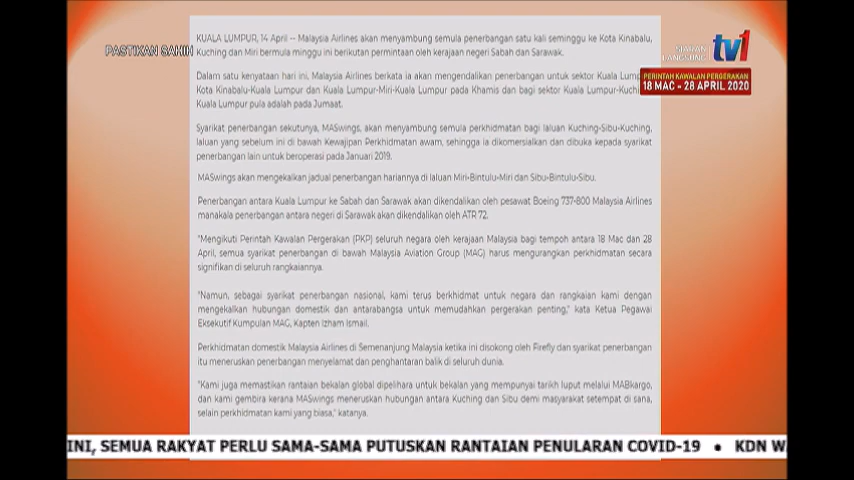 KUALA LUMPUR, 14 April -- Malaysia Airlines akan menyambung semula penerbangan satu kali seminggu ke Kota Kinabalu,
Kuching dan Miri bermula minggu ini berikutan permintaan oleh kerajaan negeri Sabah dan Sarawak.
PASTIKAN SAHIH
SIARAN
LANGSUNG
tv1
PERINTAH KAWALAN PERGERAKAN
18 MAC - 28 APRIL 2020
Dalam satu kenyataan hari ini, Malaysia Airlines berkata ia akan mengendalikan penerbangan untuk sektor Kuala
Kota Kinabalu-Kuala Lumpur dan Kuala Lumpur-Miri-Kuala Lumpur pada Khamis dan bagi sektor Kuala
Kuala Lumpur pula adalah pada Jumaat.
Syarikat penerbangan sekutunya, MASwings, akan menyambung semula perkhidmatan bagi laluan Kuching-Sibu-Kuching,
laluan yang sebelum ini di bawah Kewajipan Perkhidmatan awam, sehingga ia dikomersialkan dan dibuka kepada syarikat
penerbangan lain untuk beroperasi pada Januari 2019.
MASwings akan mengekalkan jadual penerbangan hariannya di laluan Miri-Bintulu-Miri dan Sibu-Bintulu-Sibu.
Penerbangan antara Kuala Lumpur ke Sabah dan Sarawak akan dikendalikan oleh pesawat Boeing 737-800 Malaysia Airlines
manakala penerbangan antara negeri di Sarawak akan dikendalikan oleh ATR 72.
"Mengikuti Perintah Kawalan Pergerakan (PKP) seluruh negara oleh kerajaan Malaysia bagi tempoh antara 18 Mac dan 28
April, semua syarikat penerbangan di bawah Malaysia Aviation Group (MAG) harus mengurangkan perkhidmatan secara
signifikan di seluruh rangkaiannya.
"Namun, sebagai syarikat penerbangan nasional, kami terus berkhidmat untuk negara dan rangkaian kami dengan
mengekalkan hubungan domestik dan antarabangsa untuk memudahkan pergerakan penting," kata Ketua Pegawai
Eksekutif Kumpulan MAG, Kapten Izham Ismail.
Perkhidmatan domestik Malaysia Airlines di Semenanjung Malaysia ketika ini disokong oleh Firefly dan syarikat penerbangan
itu meneruskan penerbangan menyelamat dan penghantaran balik di seluruh dunia.
"Kami juga memastikan rantaian bekalan global dipelihara untuk bekalan yang mempunyai tarikh luput melalui MABkargo,
dan kami gembira kerana MASwings meneruskan hubungan antara Kuching dan Sibu demi masyarakat setempat di sana,
selain perkhidmatan kami yang biasa," katanya.
INI, SEMUA RAKYAT PERLU SAMA-SAMA PUTUSKAN RANTAIAN PENULARAN COVID-19 • KDN